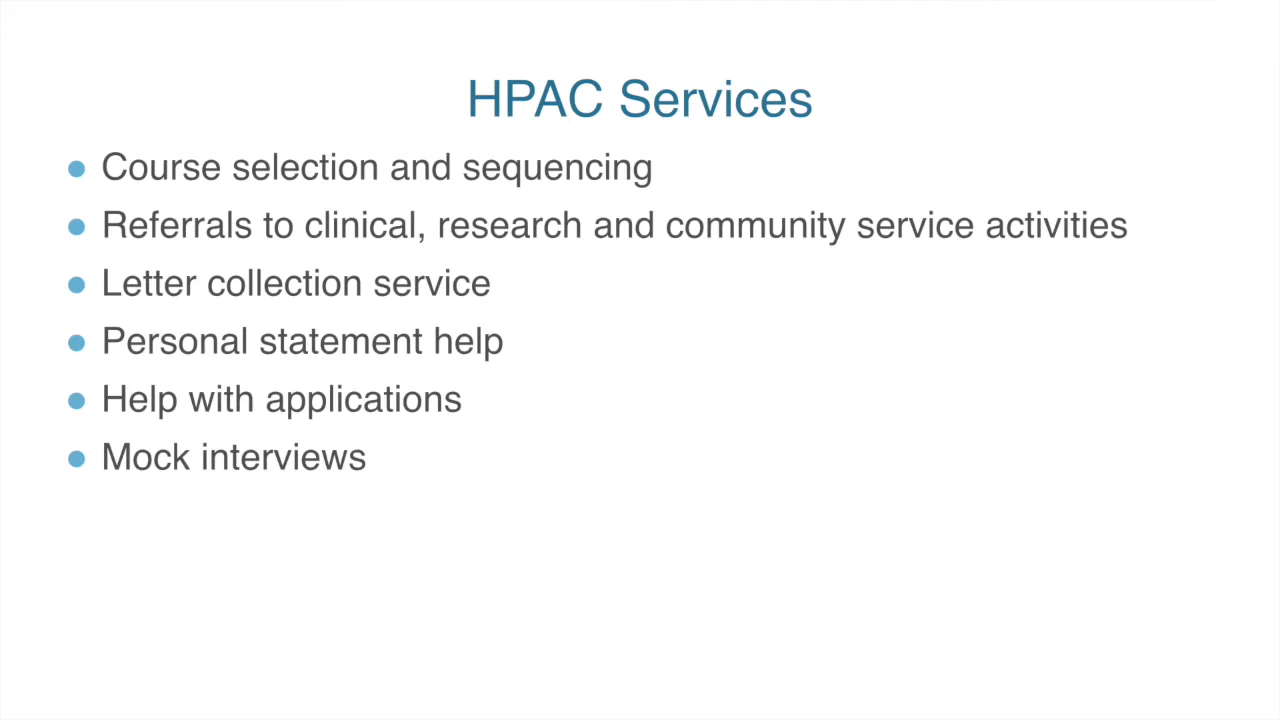 HPAC Services
● Course selection and sequencing
● Referrals to clinical, research and community service activities
● Letter collection service
● Personal statement help
● Help with applications
● Mock interviews